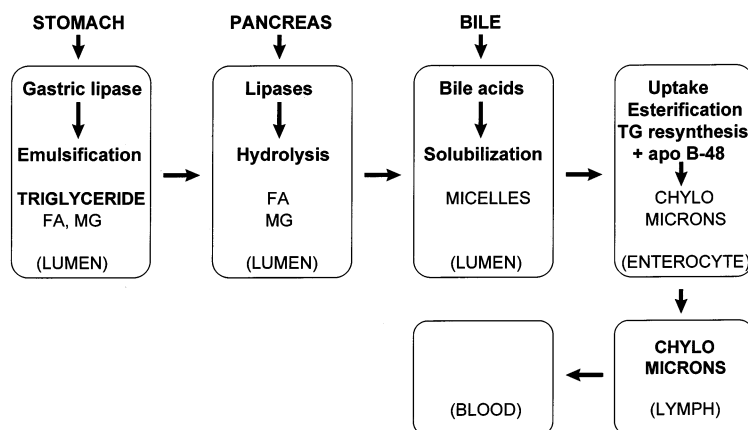 STOMACH
Gastric lipase
Emulsification
TRIGLYCERIDE
FA, MG
(LUMEN)
PANCREAS
Lipases
Hydrolysis
FA
MG
(LUMEN)
BILE
Bile acids
Solubilization
MICELLES
(LUMEN)
Uptake
Esterification
TG resynthesis
+ apo B-48
CHYLO
MICRONS
(ENTEROCYTE)
CHYLO
MICRONS
(LYMPH)
(BLOOD)